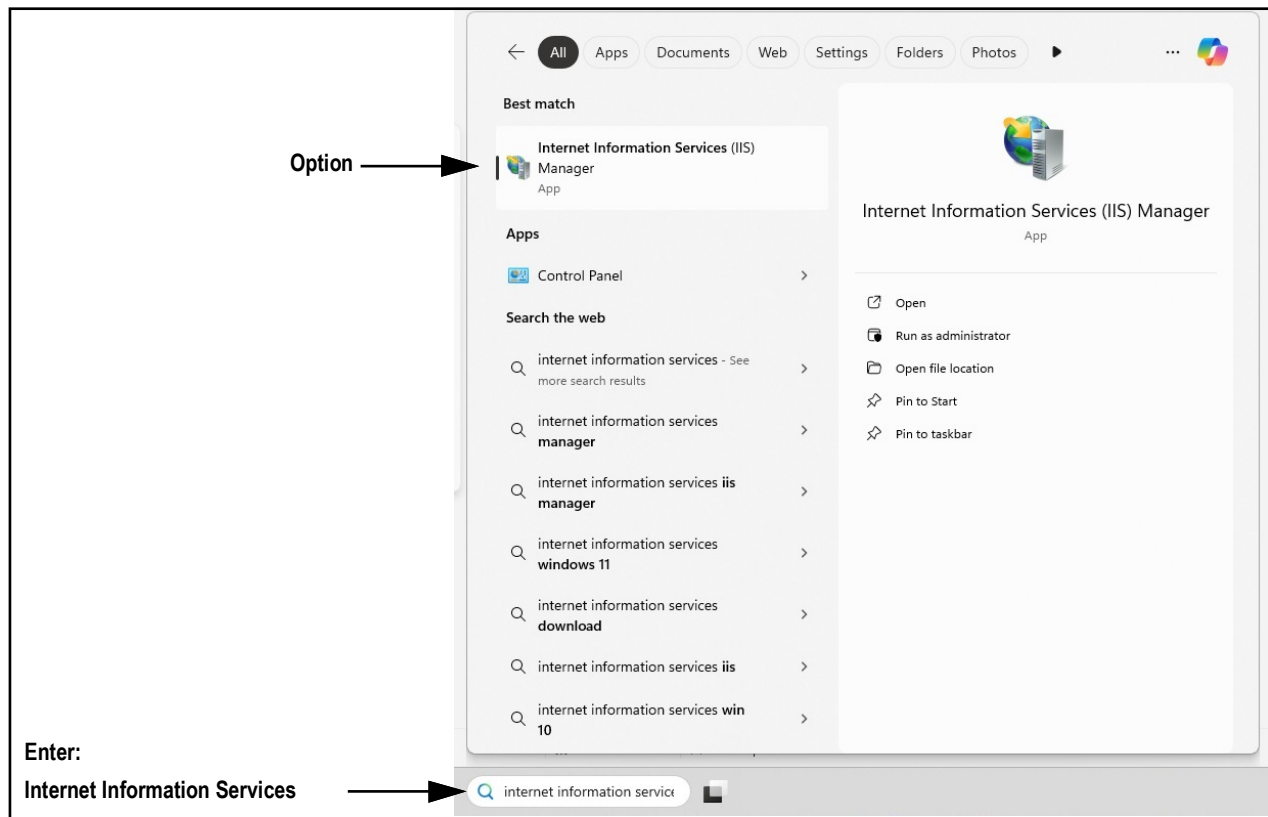 All Apps Documents Web Settings Folders Photos
Best match
Option
Internet Information Services (IIS)
Manager
App
Apps
Control Panel
Search the web
internet information services - See
more search results
internet information services
manager
internet information services iis
manager
internet information services
windows 11
internet information services
download
internet information services iis
internet information services win
10
Internet Information Services (IIS) Manager
App
Open
Run as administrator
Open file location
Pin to Start
Pin to taskbar
Enter:
Internet Information Services
internet information service